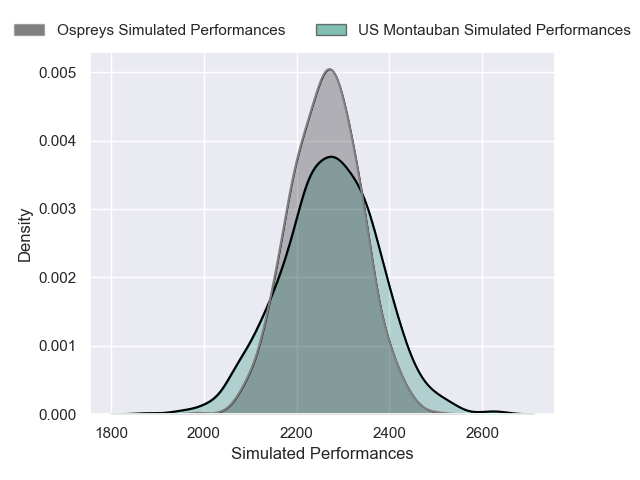 Ospreys Simulated Performances US Montauban Simulated Performances
0.005
0.004
0.003
0.002
0.001
0.000
Density
1800 2000 2200 2400 2600
Simulated Performances